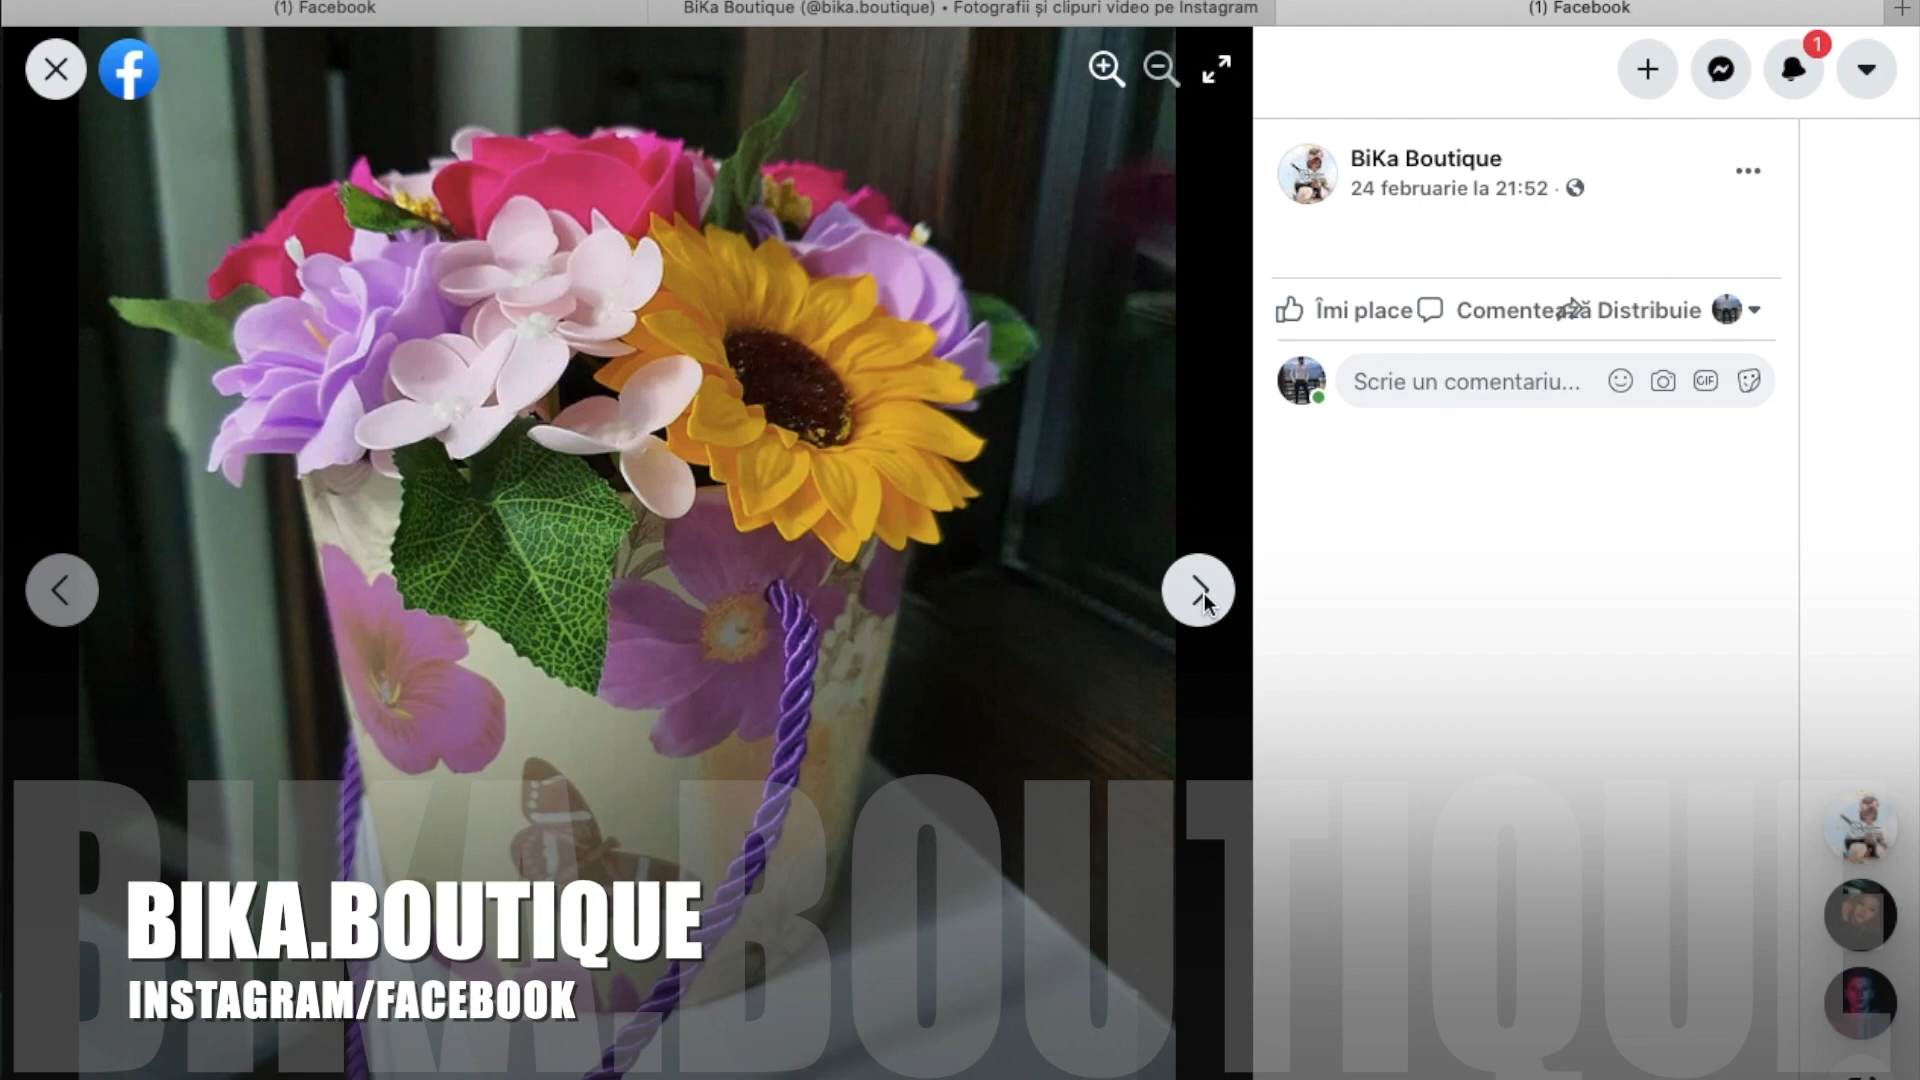 (1) Facebook
BiKa Boutique (@bika.boutique) • Fotografii și clipuri video pe Instagram
(1) Facebook
1
BiKa Boutique
24 februarie la 21:52 ·
Îmi place
Comentează
Distribuie
Scrie un comentariu...
GIF
BIKA.BOUTIQUE
BIKA.BOUTIQUE
INSTAGRAM/FACEBOOK